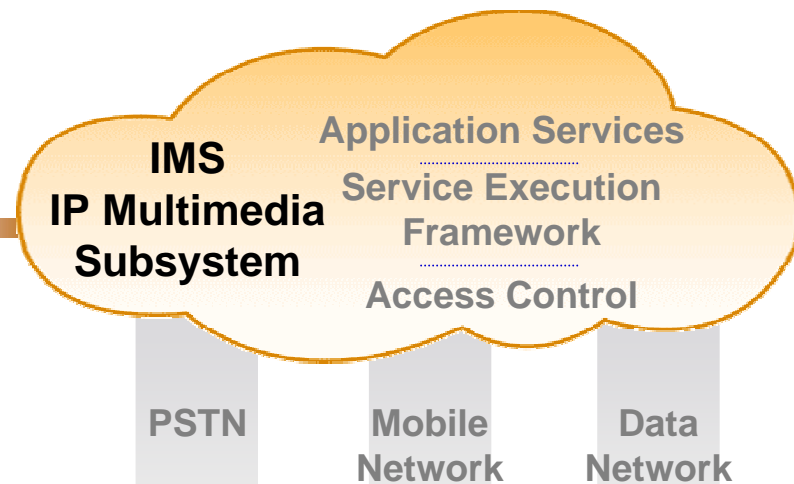 IMS
IP Multimedia
Subsystem
Application Services
Service Execution
Framework
Access Control
PSTN
Mobile
Network
Data
Network